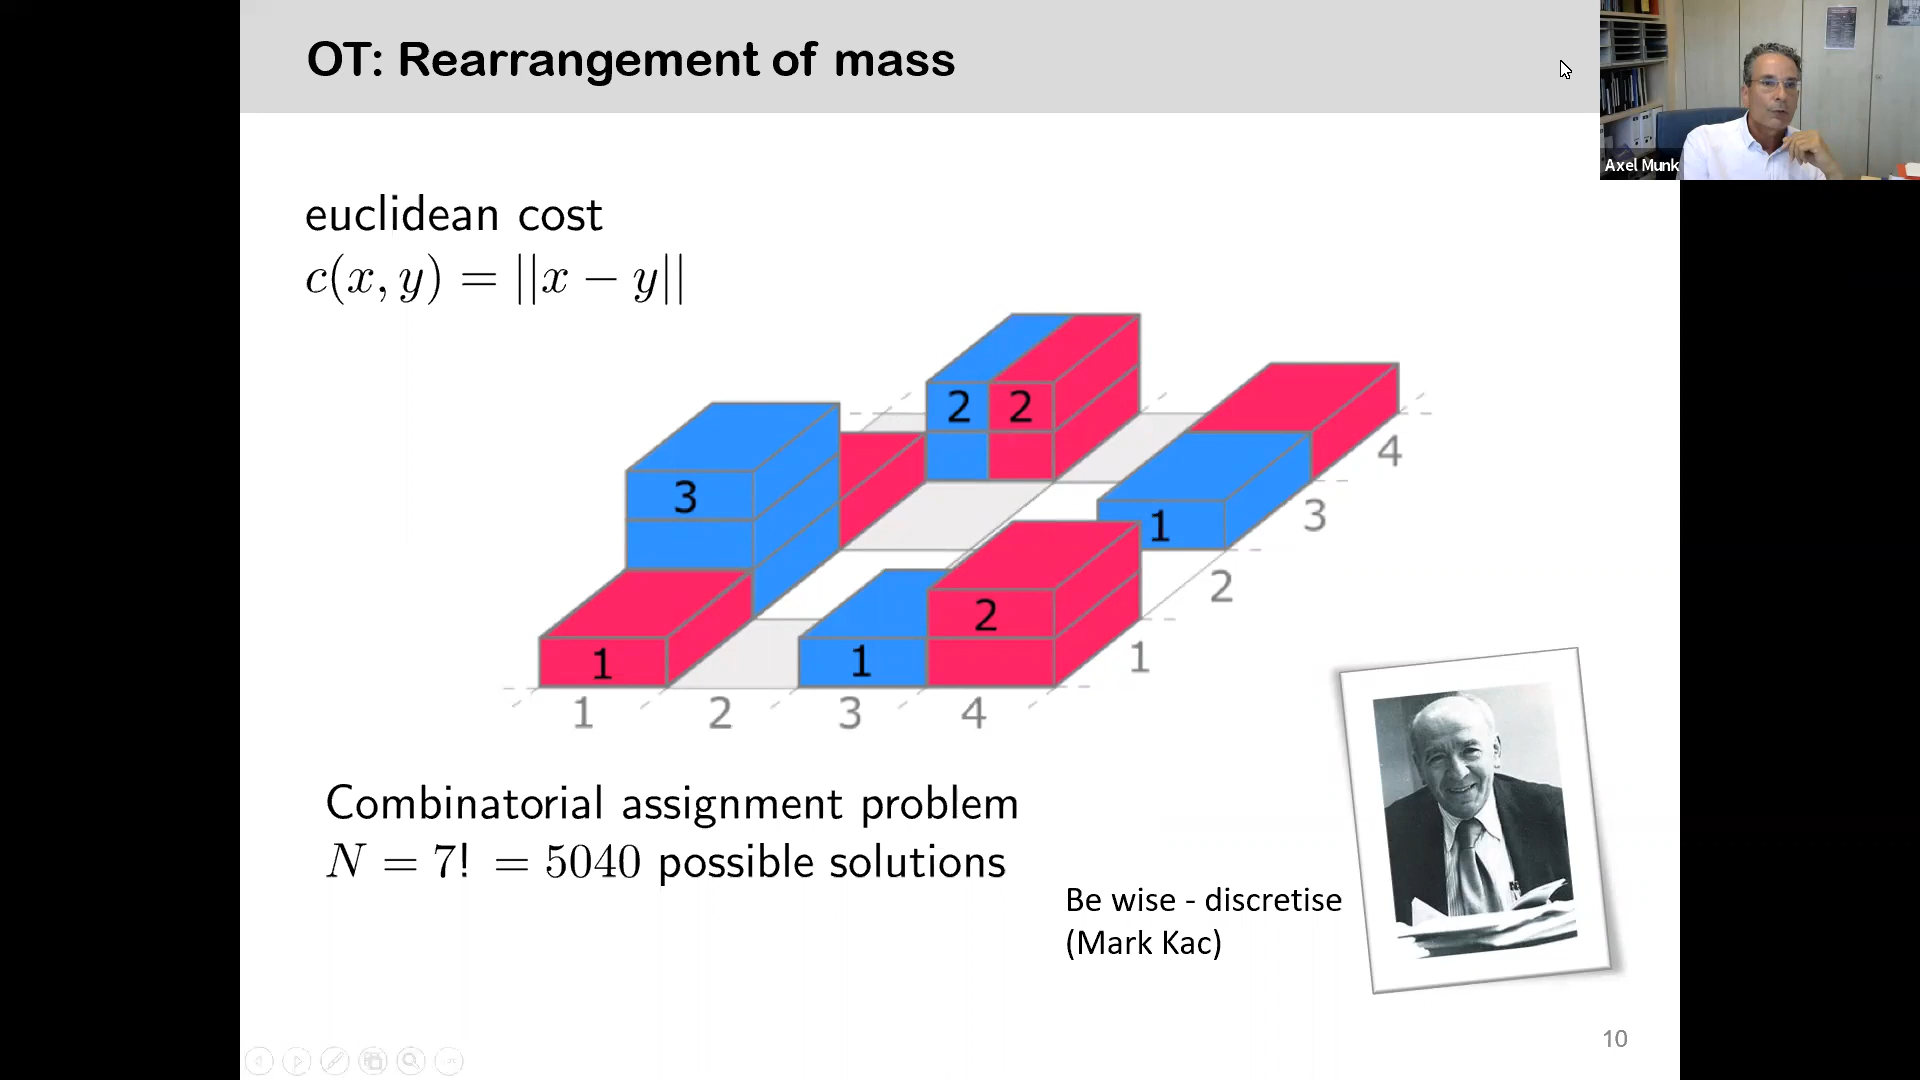 OT: Rearrangement of mass
Axel Munk
euclidean cost
c(x, y) = ||x − y||
2 2
3
1
2
1
1
4
3
2
1
1 2 3 4
Combinatorial assignment problem
N = 7! = 5040 possible solutions
Be wise - discretise
(Mark Kac)
10